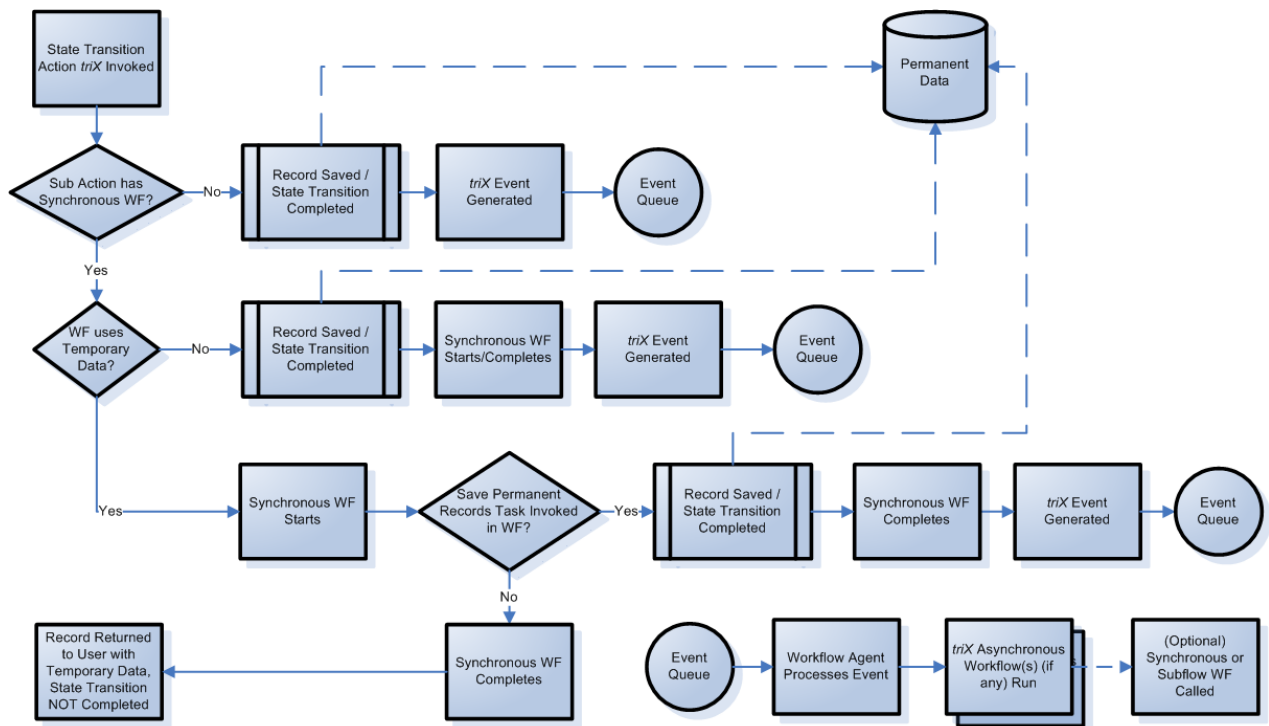 State Transition
Action triX Invoked
Permanent
Data
Sub Action has
Synchronous WF?
No
Record Saved /
State Transition
Completed
triX Event
Generated
Event
Queue
Yes
WF uses
Temporary
Data?
No
Record Saved /
State Transition
Completed
Synchronous WF
Starts/Completes
triX Event
Generated
Event
Queue
Yes
Synchronous WF
Starts
Save Permanent
Records Task Invoked
in WF?
Yes
Record Saved /
State Transition
Completed
Synchronous WF
Completes
triX Event
Generated
Event
Queue
No
Record Returned
to User with
Temporary Data,
State Transition
NOT Completed
Synchronous WF
Completes
Event
Queue
Workflow Agent
Processes Event
triX Asynchronous
Workflow(s) (if
any) Run
(Optional)
Synchronous or
Subflow WF
Called